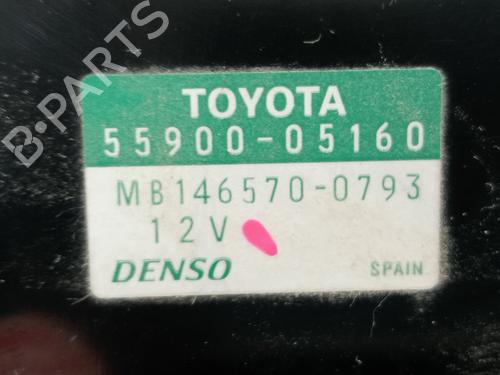 B-PARTS
TOYOTA
55900-05160
MB146570-0793
12V
DENSO SPAIN